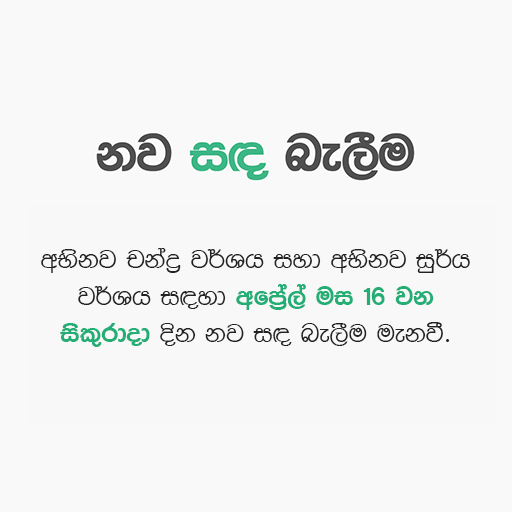 නව සඳ බැලීම
අභිනව චන්ද්‍ර වර්ශය සහා අභිනව සුර්ය
වර්ශය සඳහා අප්‍රේල් මස 16 වන
සිකුරාදා දින නව සඳ බැලීම මැනවී.